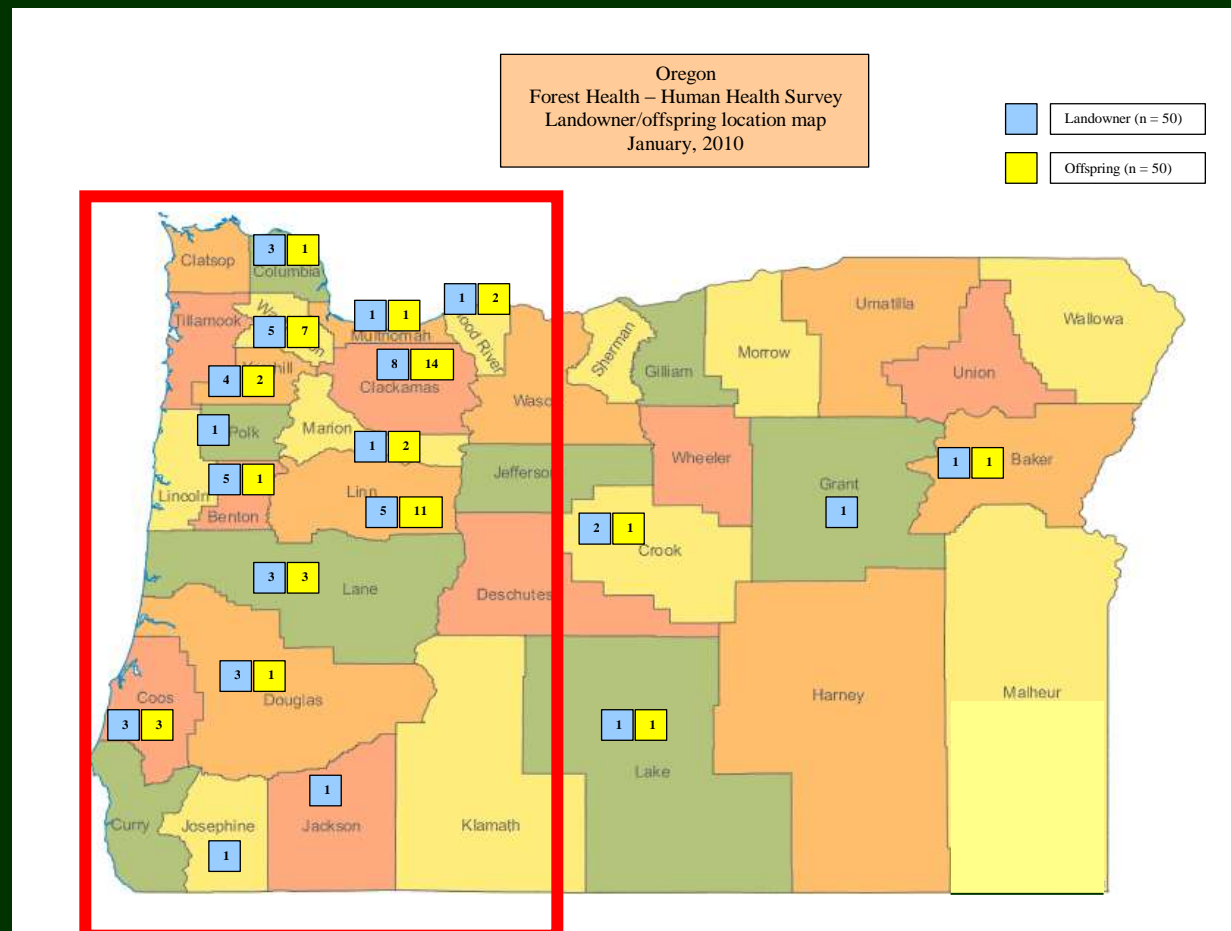 Oregon
Forest Health – Human Health Survey
Landowner/offspring location map
January, 2010
Landowner (n = 50)
Offspring (n = 50)
Clatsop
3 1
Columbia
Tillamook
5 7
1 1
Multnomah
1 2
8 14
Clackamas
4 2
Wasc
Sherman
Gilliam
Morrow
Umatilla
Union
Wallowa
1
Polk
Marion
1 2
5 1
Lincoln
Benton
Linn
5 11
Jefferson
Wheeler
Grant
1
1 1
Baker
2 1
Crook
3 3
Lane
Deschutes
3 1
Douglas
Coos
3 3
1 1
Lake
Harney
Malheur
1
Jackson
Curry
Josephine
1
Klamath